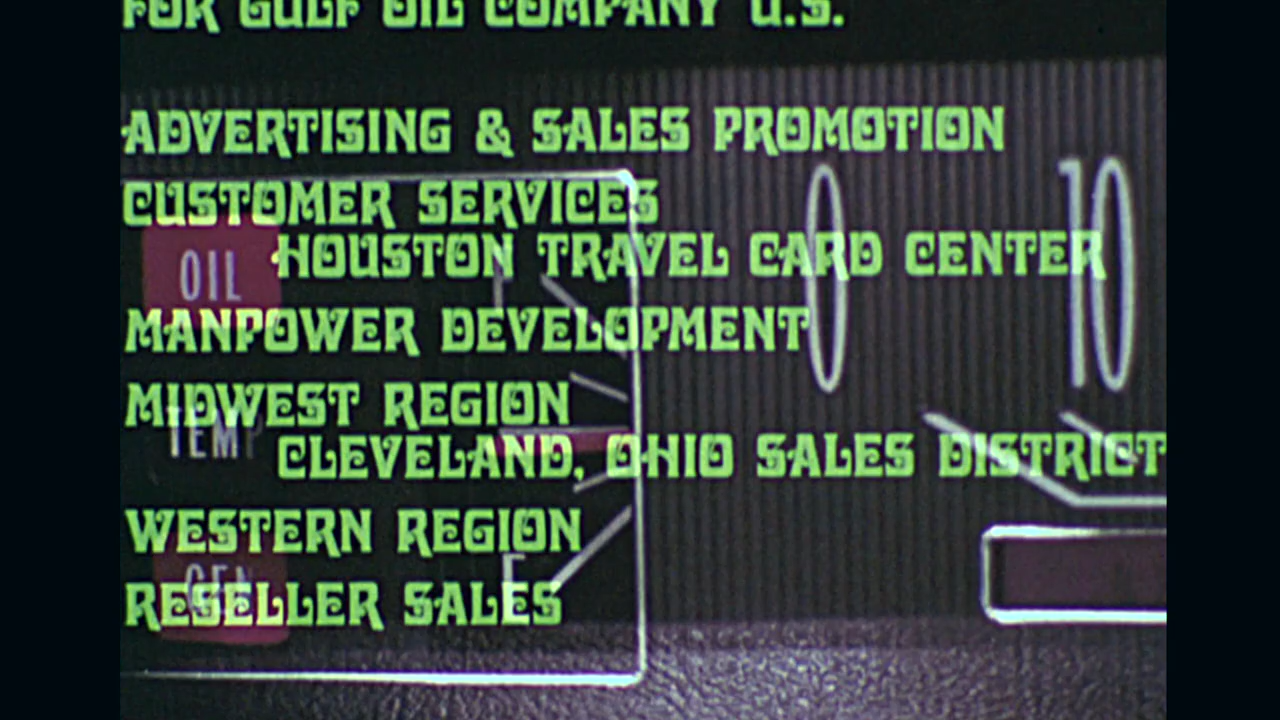 FOR GULF OIL COMPANY U.S.
ADVERTISING & SALES PROMOTION
CUSTOMER SERVICES
HOUSTON TRAVEL CARD CENTER
MANPOWER DEVELOPMENT
MIDWEST REGION
CLEVELAND, OHIO SALES DISTRICT
WESTERN REGION
RESELLER SALES
OIL
TEMP
GEN
F
0
10